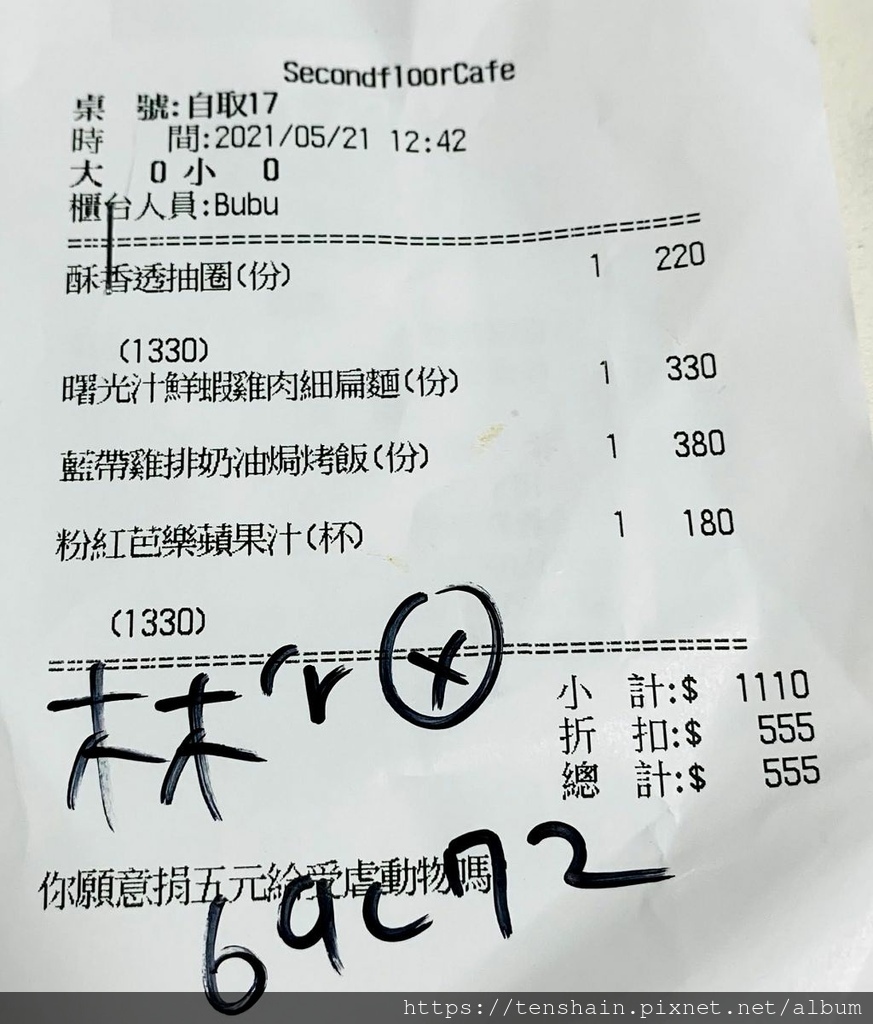 SecondfloorCafe
桌 號:自取17
時 間:2021/05/21 12:42
大 0 小 0
櫃台人員:Bubu
======================================
酥香透抽圈(份) 1 220
(1330)
曙光汁鮮蝦雞肉細扁麵(份) 1 330
藍帶雞排奶油焗烤飯(份) 1 380
粉紅芭樂蘋果汁(杯) 1 180
(1330)
======================================
林 x
小 計:$ 1110
折 扣:$ 555
總 計:$ 555
你願意捐五元給受虐動物嗎
https://tenshain.pixnet.net/album